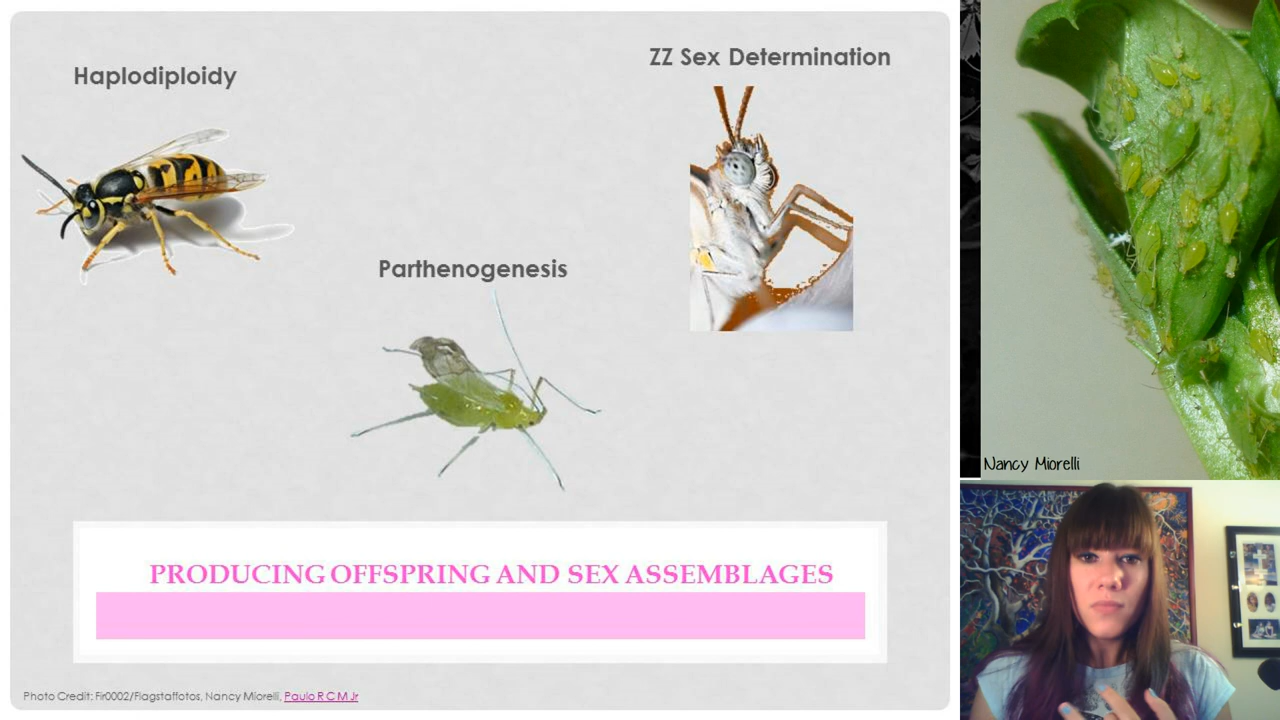 Haplodiploidy
ZZ Sex Determination
Parthenogenesis
PRODUCING OFFSPRING AND SEX ASSEMBLAGES
Photo Credit: Fir0002/Flagstaffotos, Nancy Miorelli, Paulo R C M Jr
Nancy Miorelli